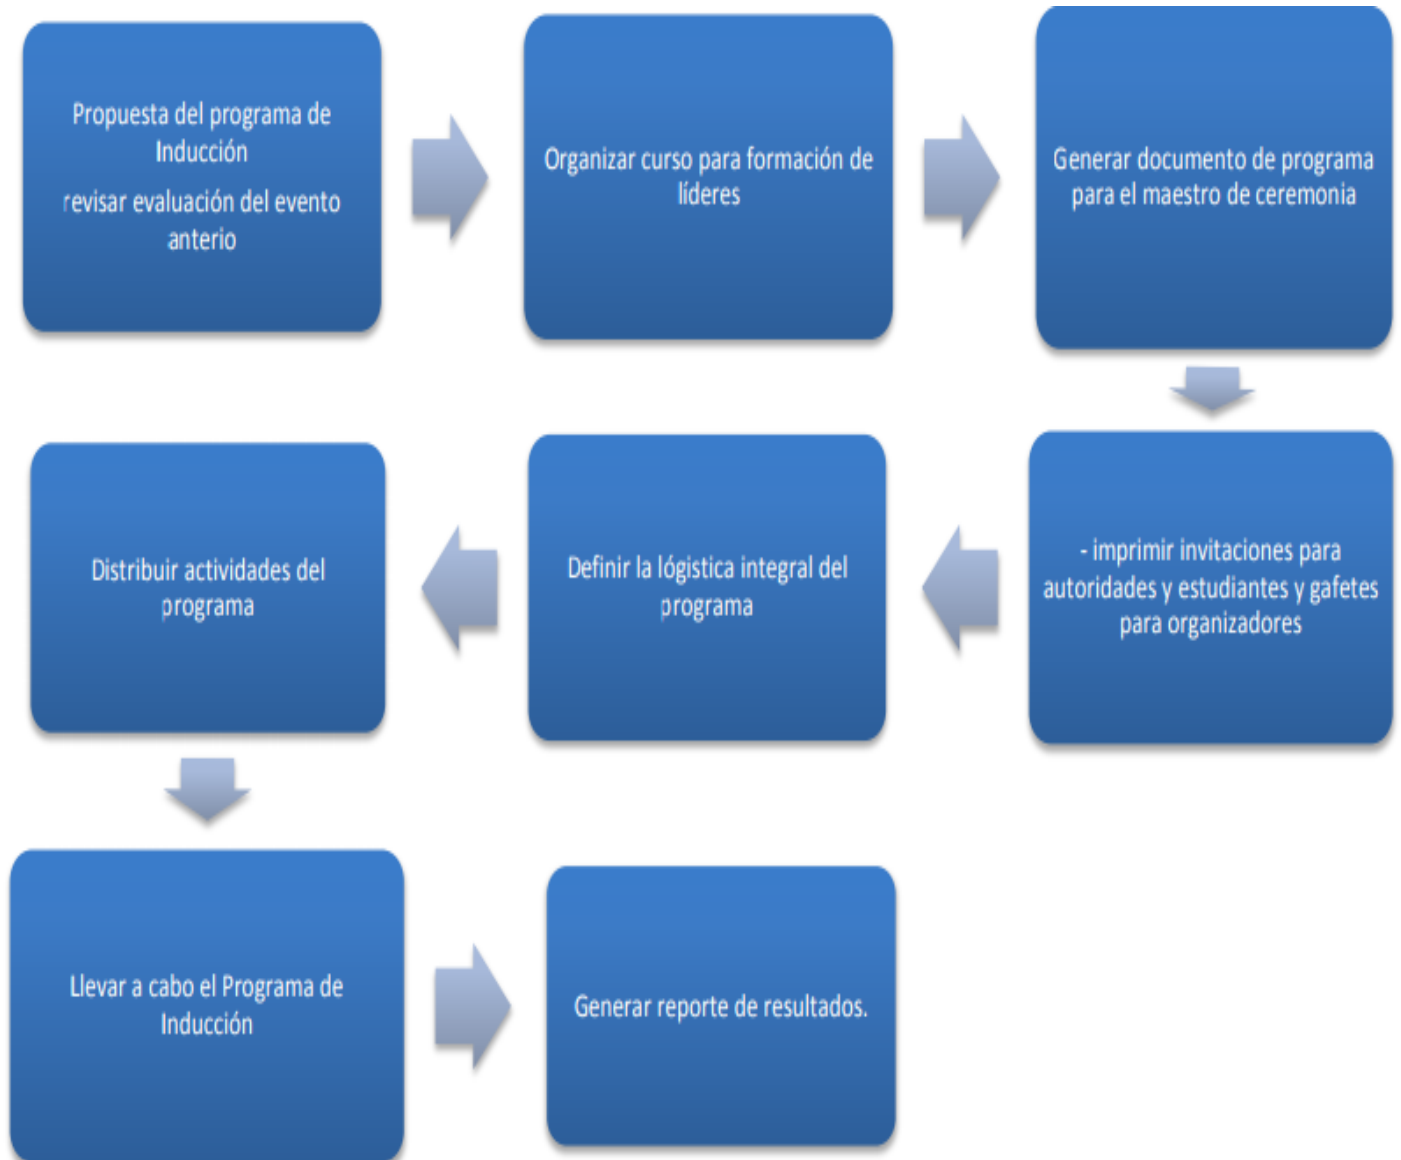 Propuesta del programa de
Inducción
revisar evaluación del evento
anterio
Organizar curso para formación de
líderes
Generar documento de programa
para el maestro de ceremonia
- imprimir invitaciones para
autoridades y estudiantes y gafetes
para organizadores
Definir la lógistica integral del
programa
Distribuir actividades del
programa
Llevar a cabo el Programa de
Inducción
Generar reporte de resultados.